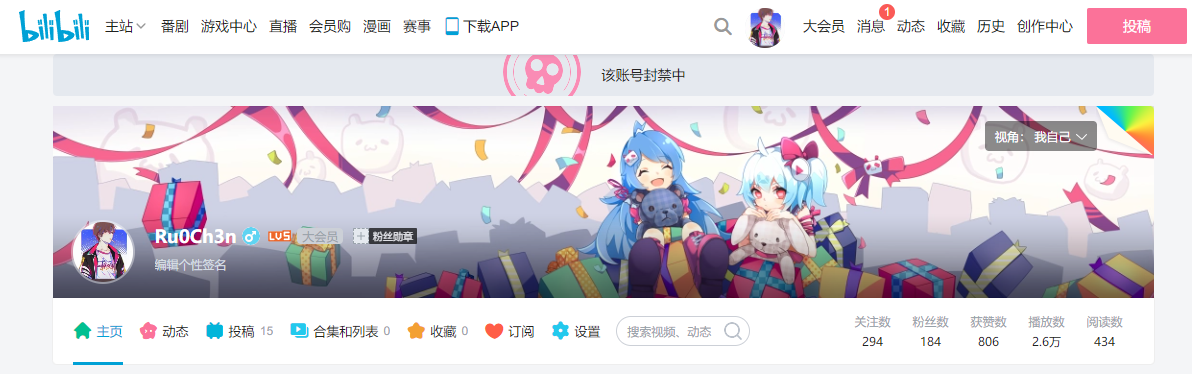 bilibili 主站 番剧 游戏中心 直播 会员购 漫画 赛事 下载APP 大会员 消息 1 动态 收藏 历史 创作中心 投稿
该账号封禁中
视角： 我自己
Ru0Ch3n LV5 大会员 粉丝勋章
编辑个性签名
主页 动态 投稿 15 合集和列表 0 收藏 0 订阅 设置 搜索视频、动态
关注数 粉丝数 获赞数 播放数 阅读数
294 184 806 2.6万 434